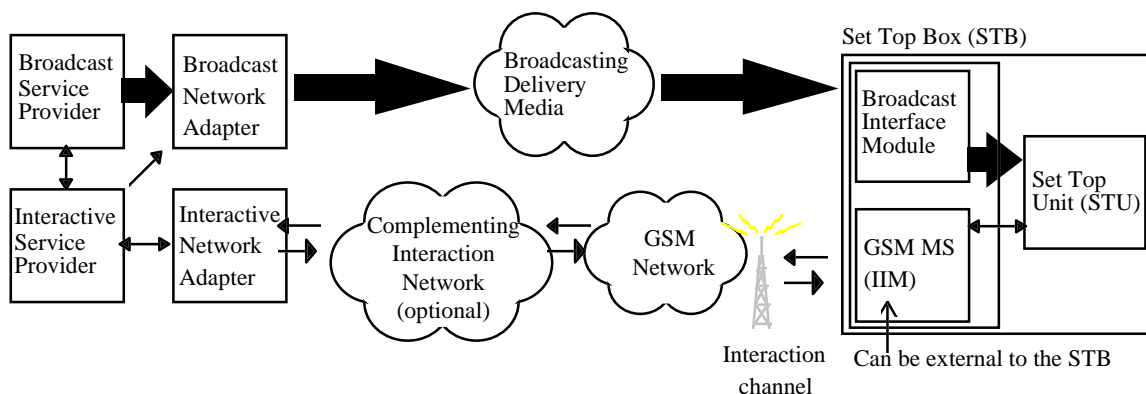 Set Top Box (STB)
Broadcast
Service
Provider
Broadcast
Network
Adapter
Broadcasting
Delivery
Media
Broadcast
Interface
Module
Set Top
Unit (STU)
Interactive
Service
Provider
Interactive
Network
Adapter
Complementing
Interaction
Network
(optional)
GSM
Network
GSM MS
(IIM)
Interaction
channel
Can be external to the STB